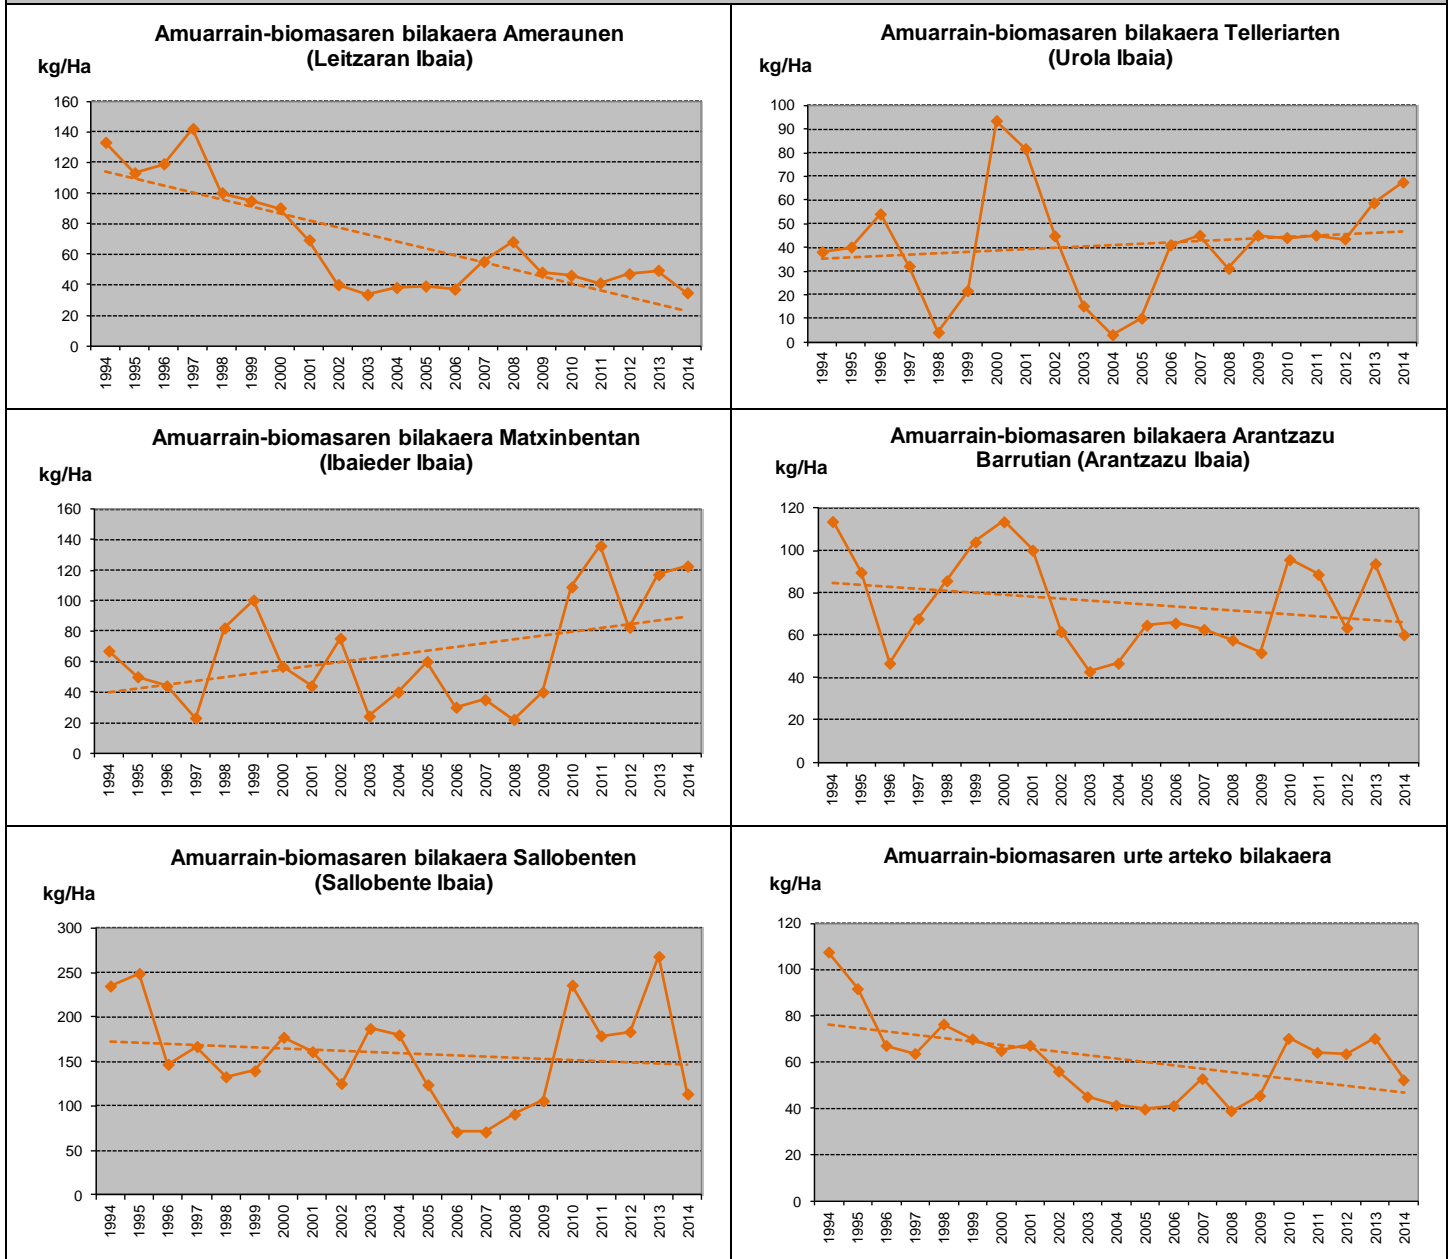 Amuarrain-biomasaren bilakaera Ameraunen
(Leitzaran Ibaia)
kg/Ha
160
140
120
100
80
60
40
20
0
1994 1995 1996 1997 1998 1999 2000 2001 2002 2003 2004 2005 2006 2007 2008 2009 2010 2011 2012 2013 2014
Amuarrain-biomasaren bilakaera Telleriarten
(Urola Ibaia)
kg/Ha
100
90
80
70
60
50
40
30
20
10
0
1994 1995 1996 1997 1998 1999 2000 2001 2002 2003 2004 2005 2006 2007 2008 2009 2010 2011 2012 2013 2014
Amuarrain-biomasaren bilakaera Matxinbentan
(Ibaieder Ibaia)
kg/Ha
160
140
120
100
80
60
40
20
0
1994 1995 1996 1997 1998 1999 2000 2001 2002 2003 2004 2005 2006 2007 2008 2009 2010 2011 2012 2013 2014
Amuarrain-biomasaren bilakaera Arantzazu
Barrutian (Arantzazu Ibaia)
kg/Ha
120
100
80
60
40
20
0
1994 1995 1996 1997 1998 1999 2000 2001 2002 2003 2004 2005 2006 2007 2008 2009 2010 2011 2012 2013 2014
Amuarrain-biomasaren bilakaera Sallobenten
(Sallobente Ibaia)
kg/Ha
300
250
200
150
100
50
0
1994 1995 1996 1997 1998 1999 2000 2001 2002 2003 2004 2005 2006 2007 2008 2009 2010 2011 2012 2013 2014
Amuarrain-biomasaren urte arteko bilakaera
kg/Ha
120
100
80
60
40
20
0
1994 1995 1996 1997 1998 1999 2000 2001 2002 2003 2004 2005 2006 2007 2008 2009 2010 2011 2012 2013 2014